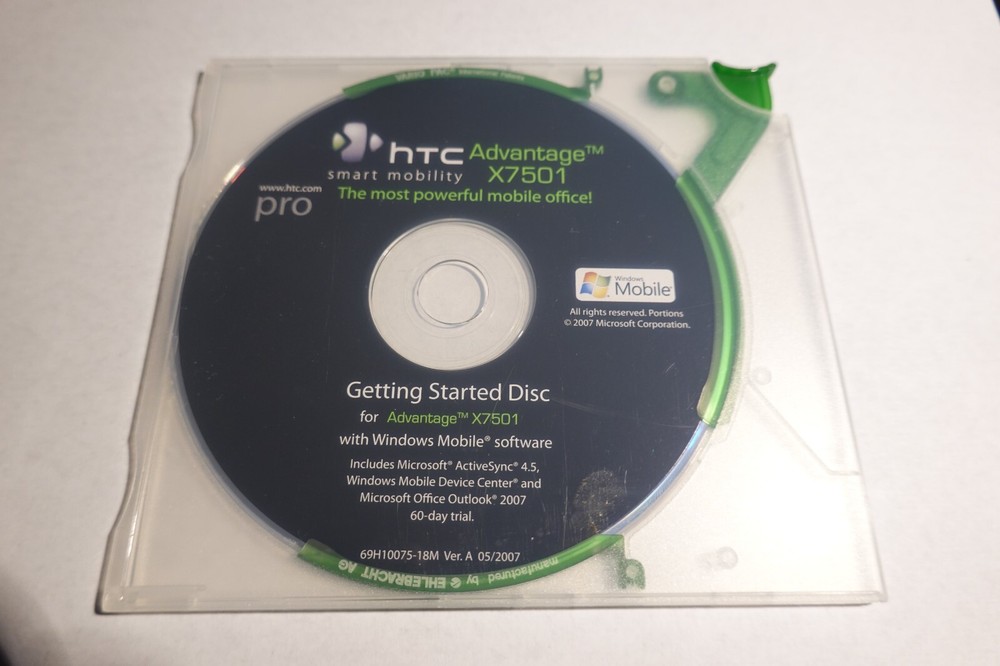 htc Advantage™
smart mobility X7501
The most powerful mobile office!
www.htc.com
pro
Windows
Mobile®
All rights reserved. Portions
© 2007 Microsoft Corporation.
Getting Started Disc
for Advantage™ X7501
with Windows Mobile® software
Includes Microsoft® ActiveSync® 4.5,
Windows Mobile Device Center® and
Microsoft Office Outlook® 2007
60-day trial.
69H10075-18M Ver. A 05/2007
manufactured by © EHLEBRACHT AG